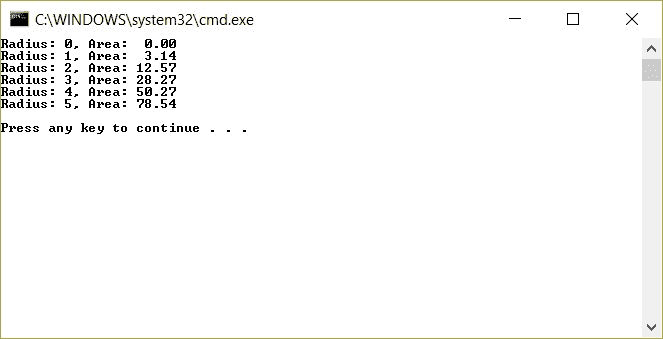 C:\WINDOWS\system32\cmd.exe
Radius: 0, Area:  0.00
Radius: 1, Area:  3.14
Radius: 2, Area: 12.57
Radius: 3, Area: 28.27
Radius: 4, Area: 50.27
Radius: 5, Area: 78.54
Press any key to continue . . .